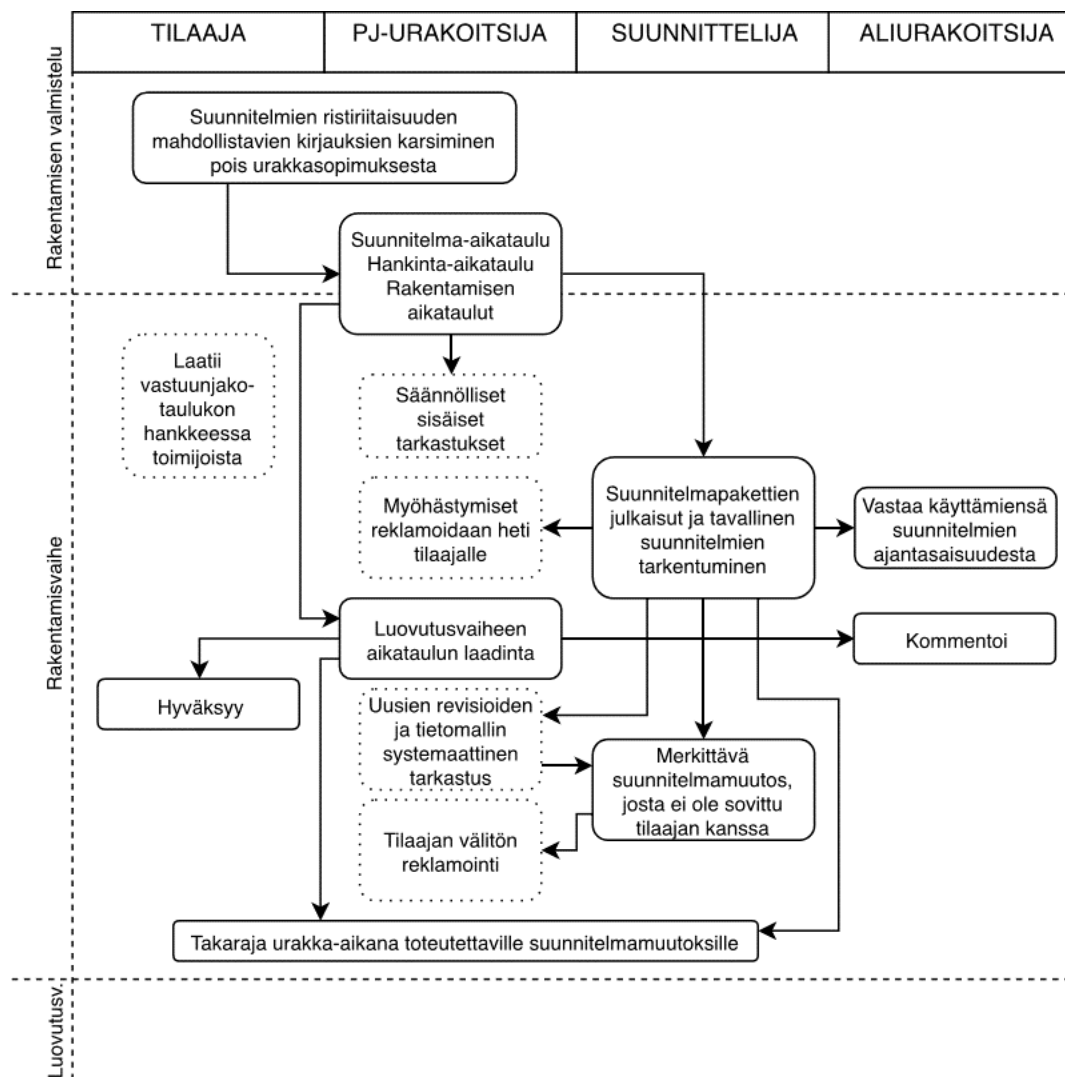 TILAAJA
PJ-URAKOITSIJA
SUUNNITTELIJA
ALIURAKOITSIJA
Rakentamisen valmistelu
Suunnitelmien ristiriitaisuuden
mahdollistavien kirjauksien karsiminen
pois urakkasopimuksesta
Suunnitelma-aikataulu
Hankinta-aikataulu
Rakentamisen
aikataulut
Rakentamisvaihe
Laatii
vastuunjako-
taulukon
hankkeessa
toimijoista
Säännölliset
sisäiset
tarkastukset
Myöhästymiset
reklamoidaan heti
tilaajalle
Suunnitelmapakettien
julkaisut ja tavallinen
suunnitelmien
tarkentuminen
Vastaa käyttämiensä
suunnitelmien
ajantasaisuudesta
Luovutusvaiheen
aikataulun laadinta
Kommentoi
Hyväksyy
Uusien revisioiden
ja tietomallin
systemaattinen
tarkastus
Merkittävä
suunnitelmamuutos,
josta ei ole sovittu
tilaajan kanssa
Tilaajan välitön
reklamointi
Takaraja urakka-aikana toteutettaville suunnitelmamuutoksille
Luovutusv.